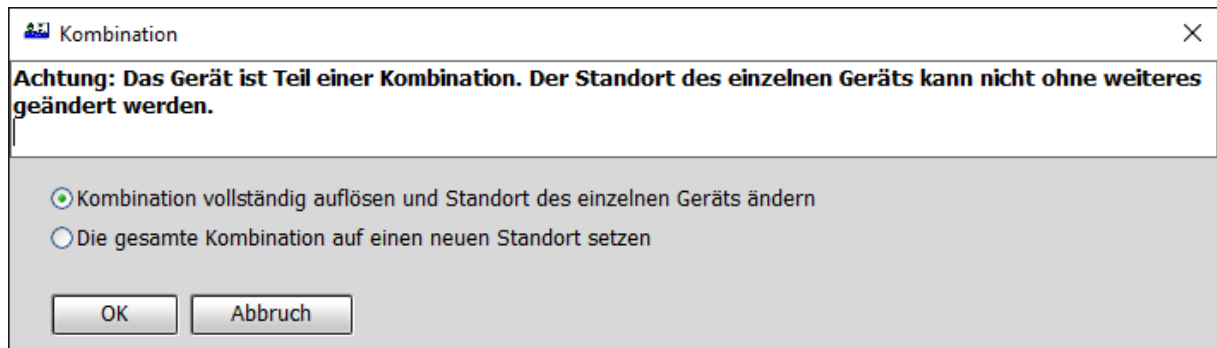 Kombination
Achtung: Das Gerät ist Teil einer Kombination. Der Standort des einzelnen Geräts kann nicht ohne weiteres
geändert werden.
Kombination vollständig auflösen und Standort des einzelnen Geräts ändern
Die gesamte Kombination auf einen neuen Standort setzen
OK Abbruch